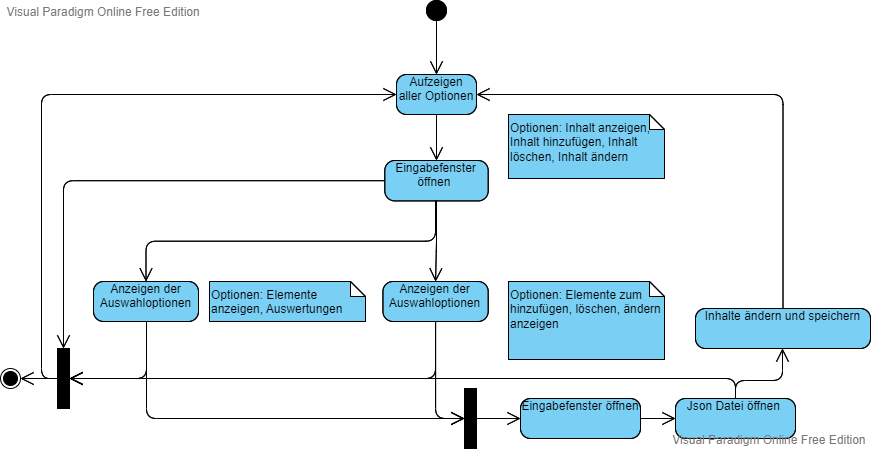 Visual Paradigm Online Free Edition
Aufzeigen
aller Optionen
Optionen: Inhalt anzeigen,
Inhalt hinzufügen, Inhalt
löschen, Inhalt ändern
Eingabefenster
öffnen
Anzeigen der
Auswahloptionen
Optionen: Elemente
anzeigen, Auswertungen
Anzeigen der
Auswahloptionen
Optionen: Elemente zum
hinzufügen, löschen, ändern
anzeigen
Inhalte ändern und speichern
Eingabefenster öffnen
Json Datei öffnen
Visual Paradigm Online Free Edition